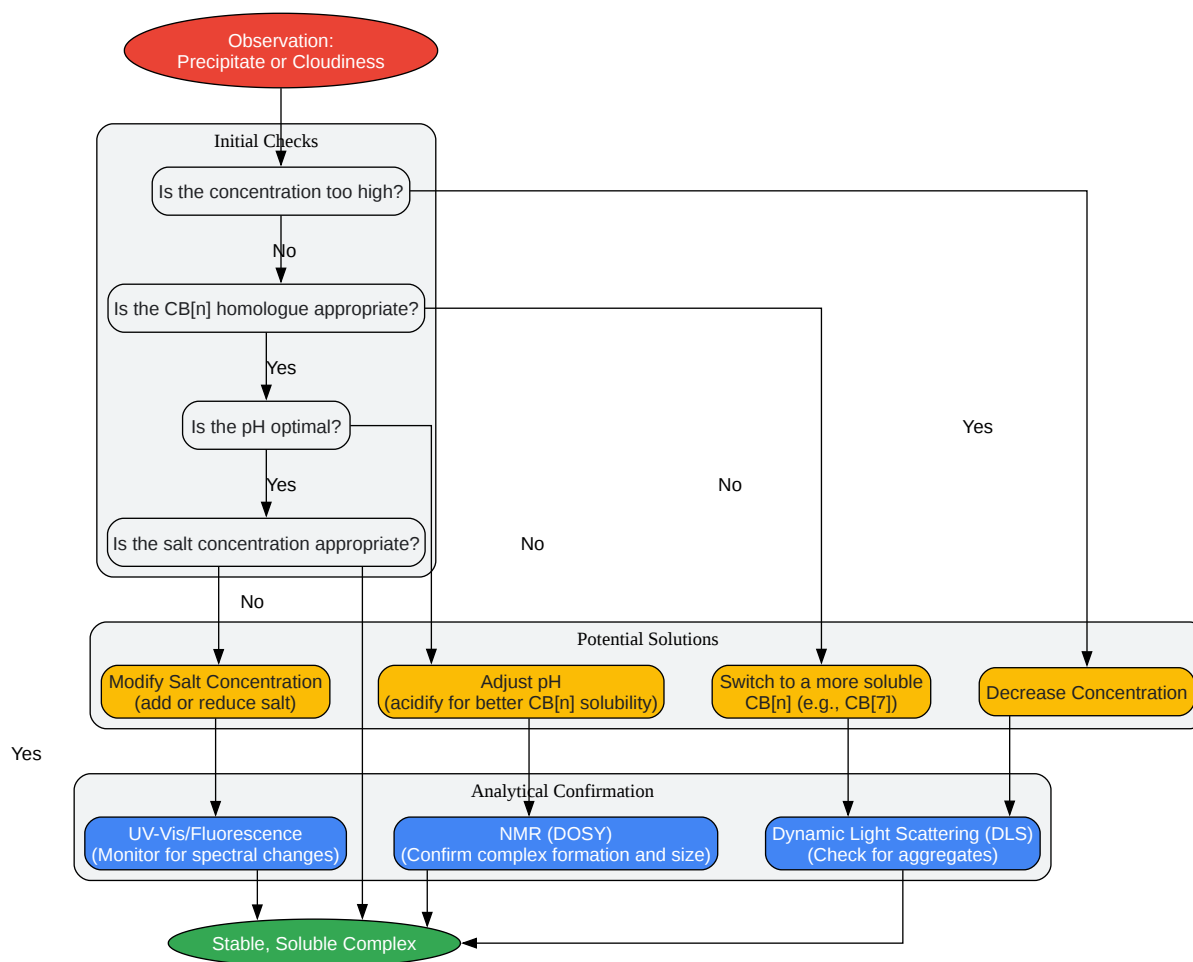 Observation:
Precipitate or Cloudiness
Initial Checks
Is the concentration too high?
No
Is the CB[n] homologue appropriate?
Yes
Is the pH optimal?
Yes
Yes
No
Is the salt concentration appropriate?
No
No
Potential Solutions
Modify Salt Concentration
(add or reduce salt)
Adjust pH
(acidify for better CB[n] solubility)
Switch to a more soluble
CB[n] (e.g., CB[7])
Decrease Concentration
Yes
Analytical Confirmation
UV-Vis/Fluorescence
(Monitor for spectral changes)
NMR (DOSY)
(Confirm complex formation and size)
Dynamic Light Scattering (DLS)
(Check for aggregates)
Stable, Soluble Complex